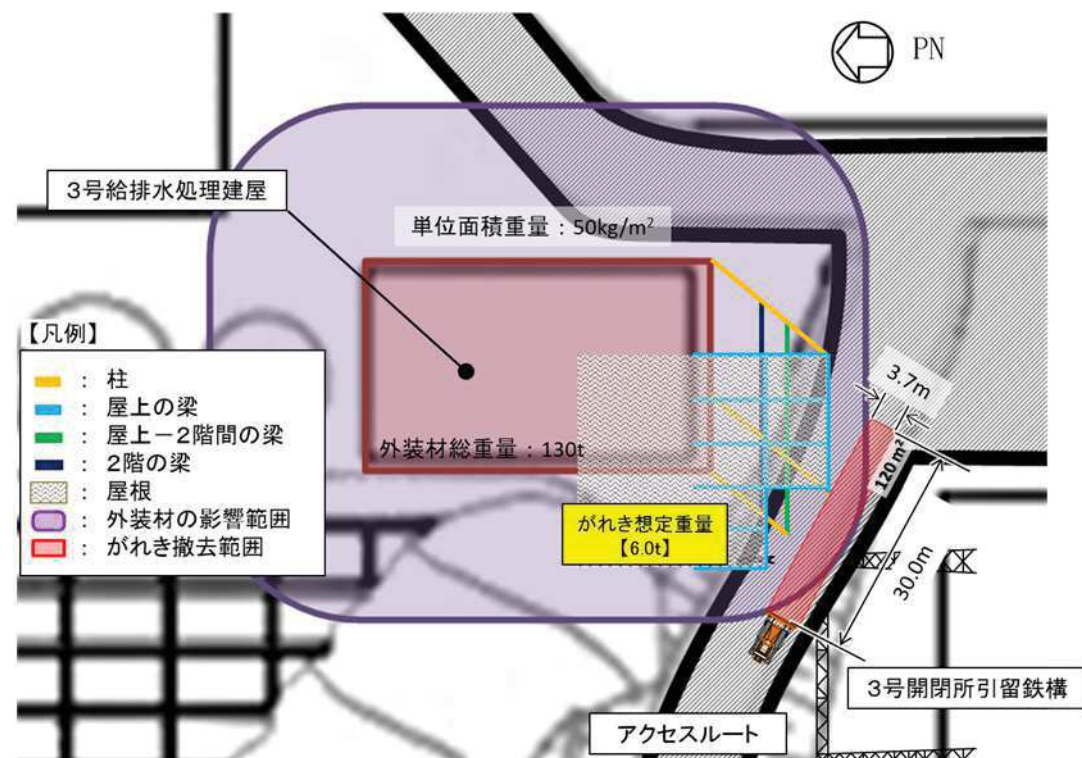 PN
3号給排水処理建屋
単位面積重量：50kg/m²
【凡例】
： 柱
： 屋上の梁
： 屋上－2階間の梁
： 2階の梁
： 屋根
： 外装材の影響範囲
： がれき撤去範囲
外装材総重量：130t
3.7m
120m²
がれき想定重量
【6.0t】
30.0m
3号開閉所引留鉄構
アクセスルート